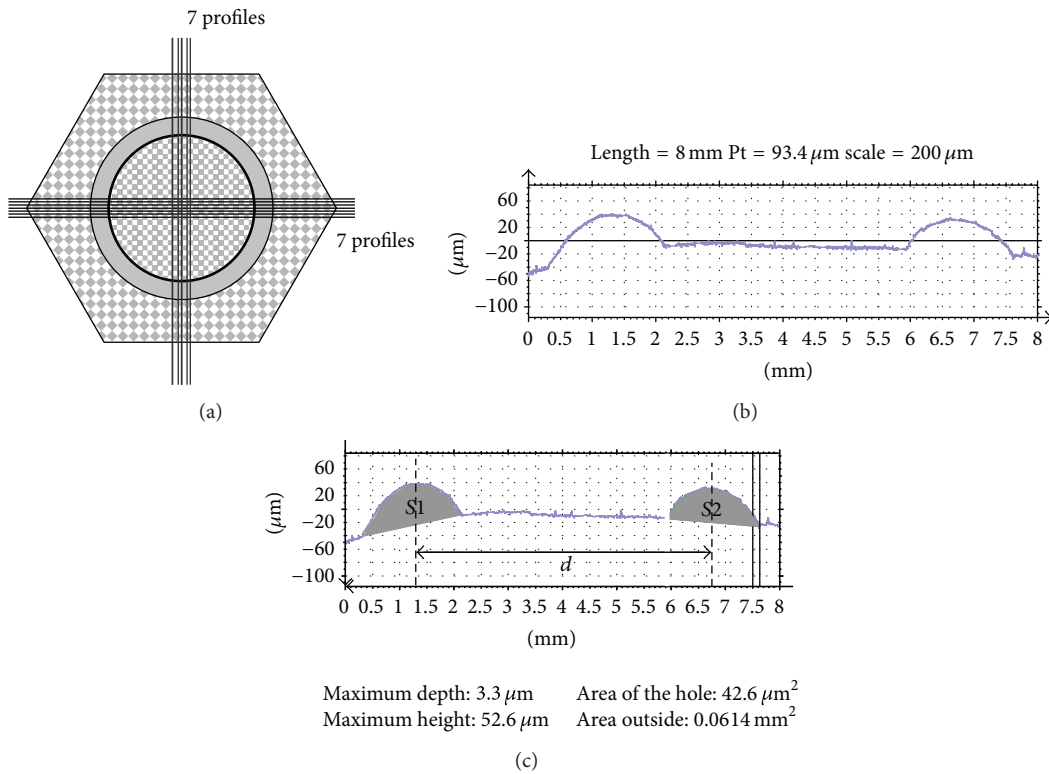 7 profiles
7 profiles
(a)
Length = 8 mm Pt = 93.4 μm scale = 200 μm
60
20
−20
−60
−100
(μm)
0 0.5 1 1.5 2 2.5 3 3.5 4 4.5 5 5.5 6 6.5 7 7.5 8
(mm)
(b)
60
20
−20
−60
−100
(μm)
S1
S2
d
0 0.5 1 1.5 2 2.5 3 3.5 4 4.5 5 5.5 6 6.5 7 7.5 8
(mm)
Maximum depth: 3.3 μm Area of the hole: 42.6 μm²
Maximum height: 52.6 μm Area outside: 0.0614 mm²
(c)